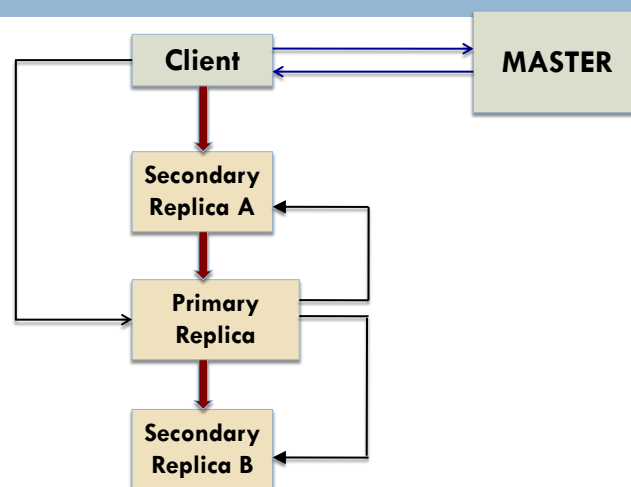 Client
MASTER
Secondary
Replica A
Primary
Replica
Secondary
Replica B